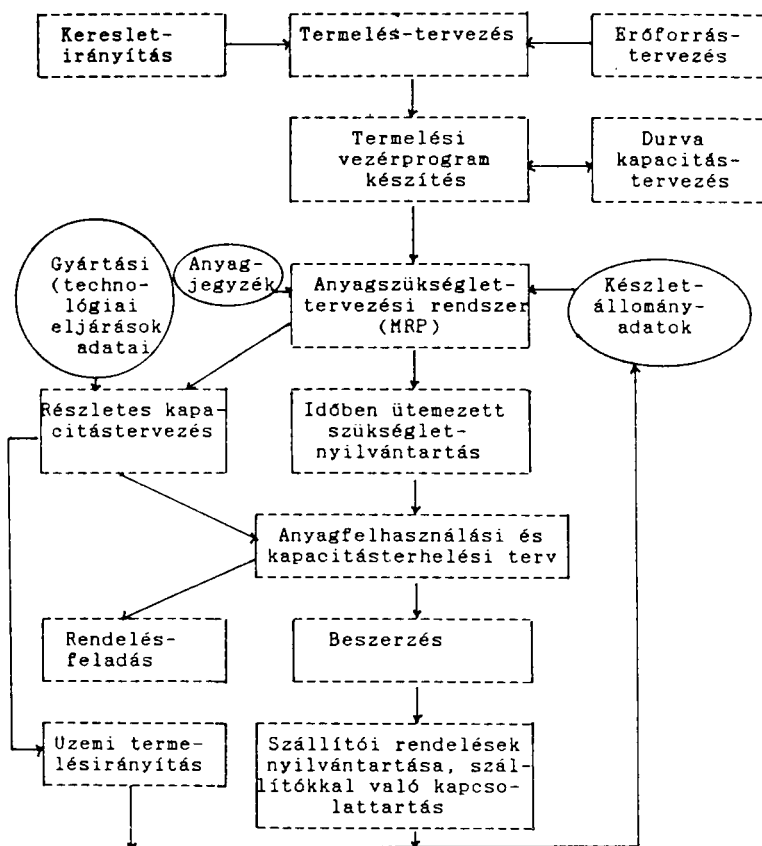 Kereslet-
irányítás
Termelés-tervezés
Erőforrás-
tervezés
Termelési
vezérprogram
készítés
Durva
kapacitás-
tervezés
Gyártási
(techno-
lógiai
eljárások
adatai
Anyag-
jegyzék
Anyagszükséglet-
tervezési rendszer
(MRP)
Készlet-
állomány-
adatok
Részletes kapa-
citástervezés
Időben ütemezett
szükséglet-
nyilvántartás
Anyagfelhasználási és
kapacitásterhelési terv
Rendelés-
feladás
Beszerzés
Uzemi terme-
lésirányítás
Szállítói rendelések
nyilvántartása, szál-
lítókkal való kapcso-
lattartás